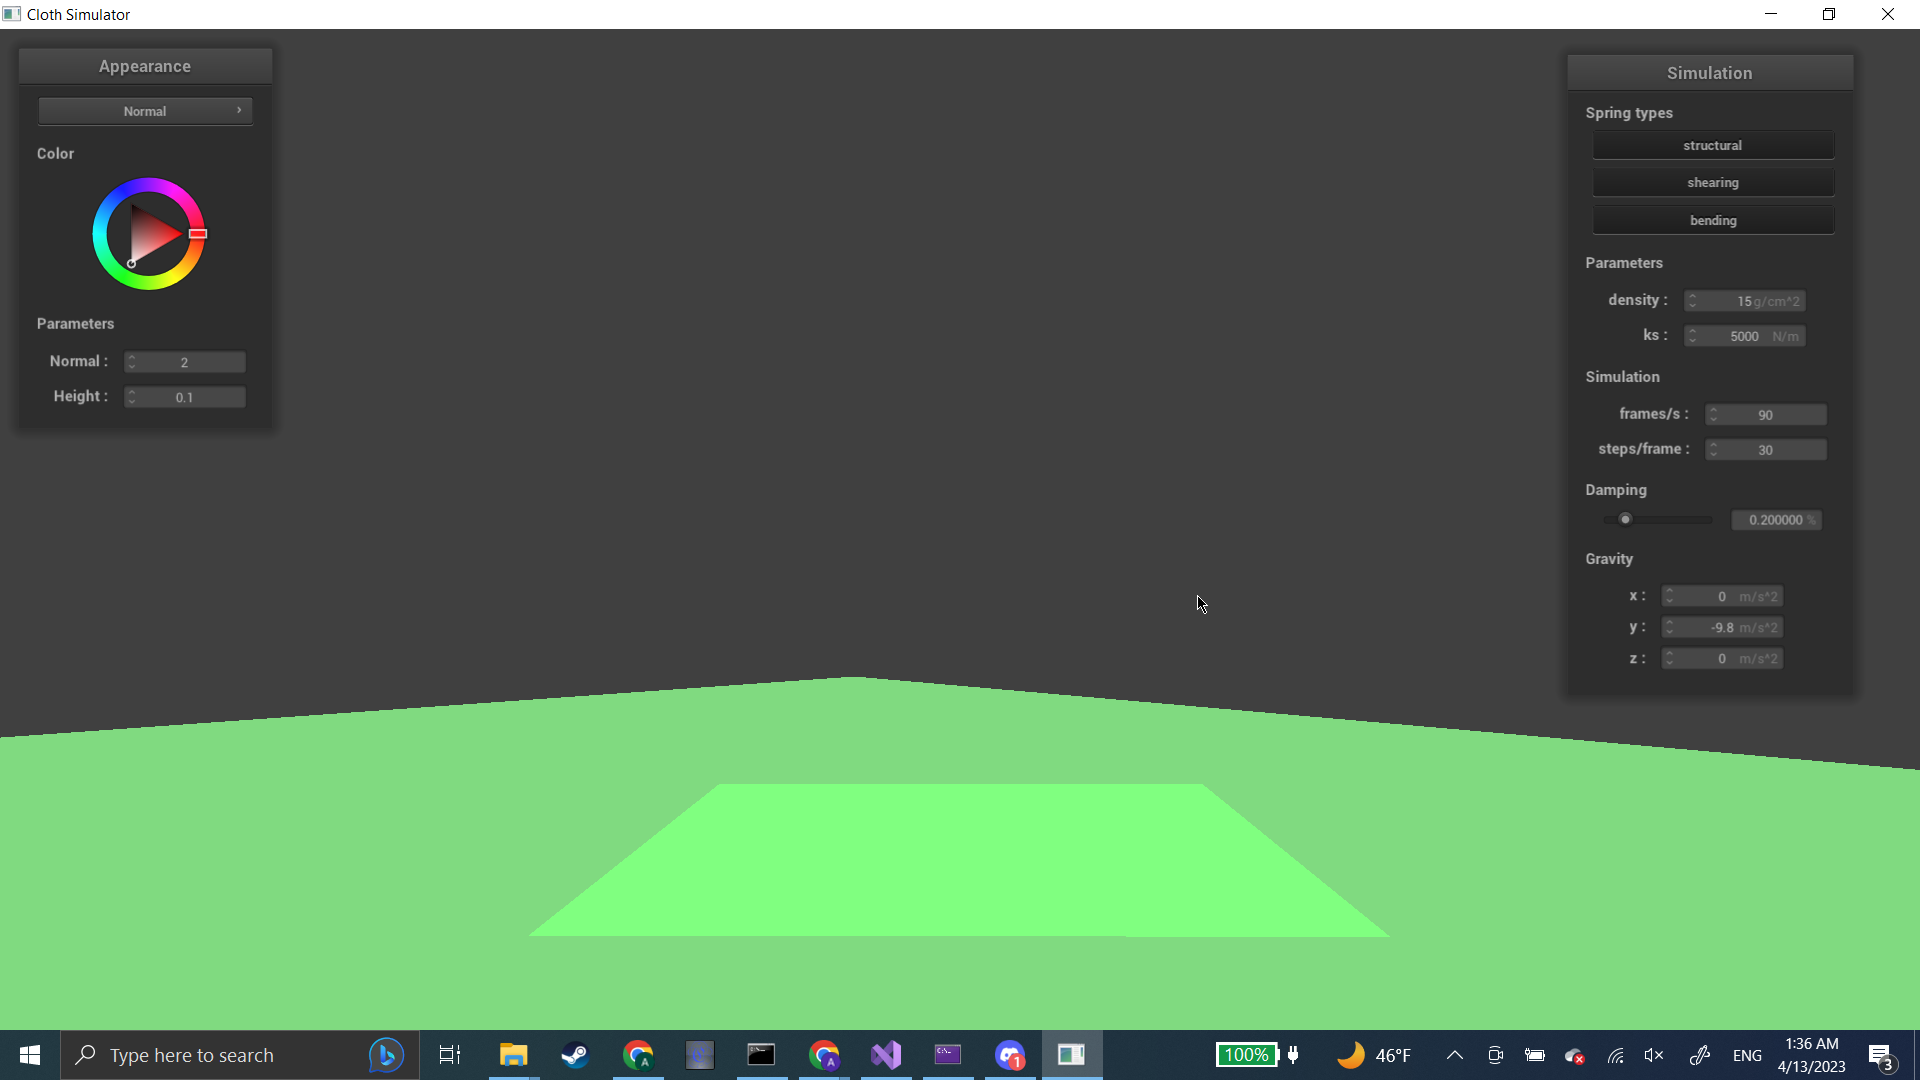 Cloth Simulator
Appearance
Normal
Color
Parameters
Normal : 2
Height : 0.1
Simulation
Spring types
structural
shearing
bending
Parameters
density : 15 g/cm^2
ks : 5000 N/m
Simulation
frames/s : 90
steps/frame : 30
Damping
0.200000 %
Gravity
x : 0 m/s^2
y : -9.8 m/s^2
z : 0 m/s^2
Type here to search
A
A
1
100%
46°F
ENG
1:36 AM
4/13/2023
3